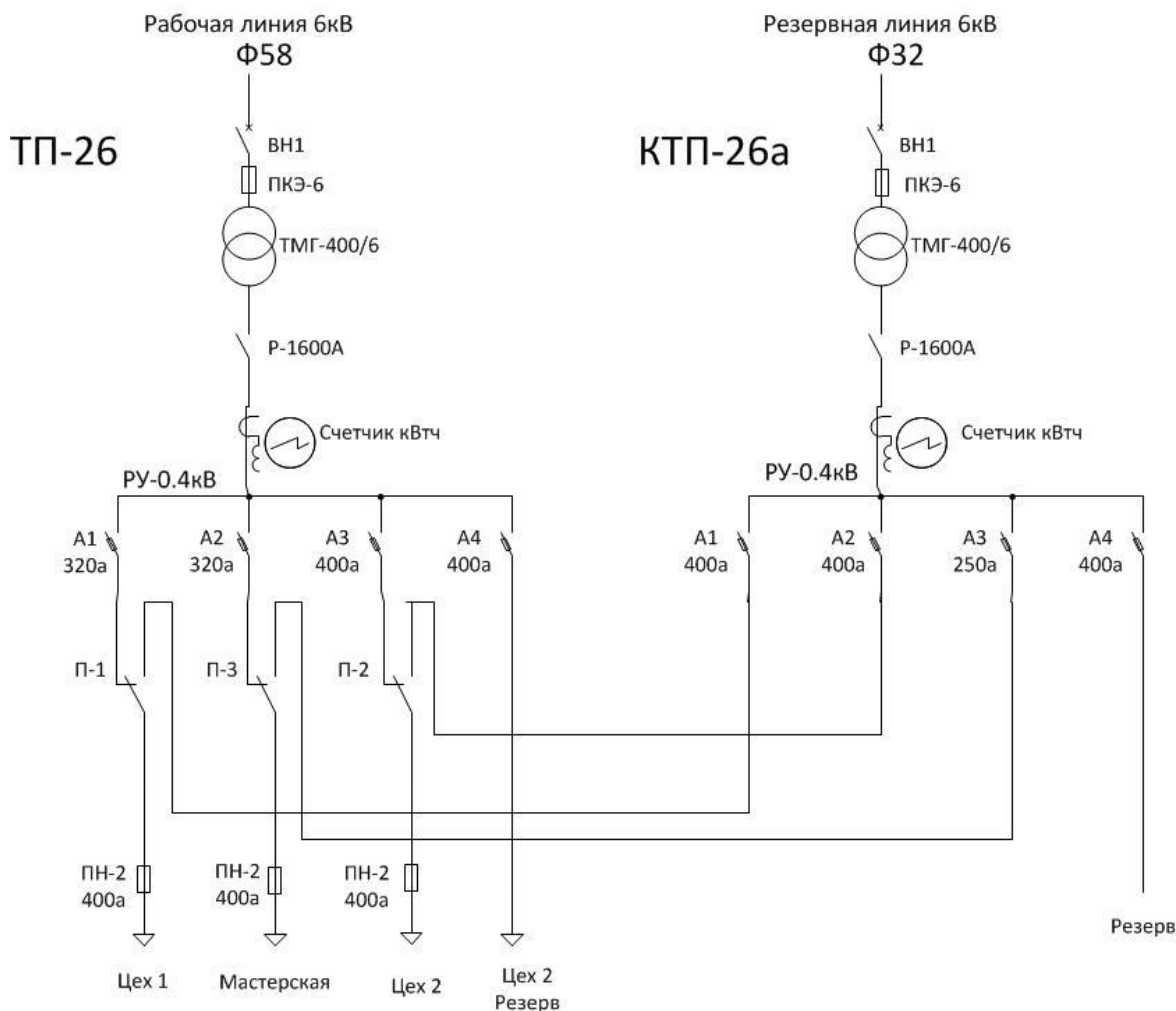 Рабочая линия 6кВ
Ф58
Резервная линия 6кВ
Ф32
ТП-26
ВН1
ПКЭ-6
ТМГ-400/6
Р-1600А
Счетчик кВтч
РУ-0.4кВ
А1
320а
А2
320а
А3
400а
А4
400а
П-1
П-3
П-2
ПН-2
400а
ПН-2
400а
ПН-2
400а
Цех 1
Мастерская
Цех 2
Цех 2
Резерв
КТП-26а
ВН1
ПКЭ-6
ТМГ-400/6
Р-1600А
Счетчик кВтч
РУ-0.4кВ
А1
400а
А2
400а
А3
250а
А4
400а
Резерв